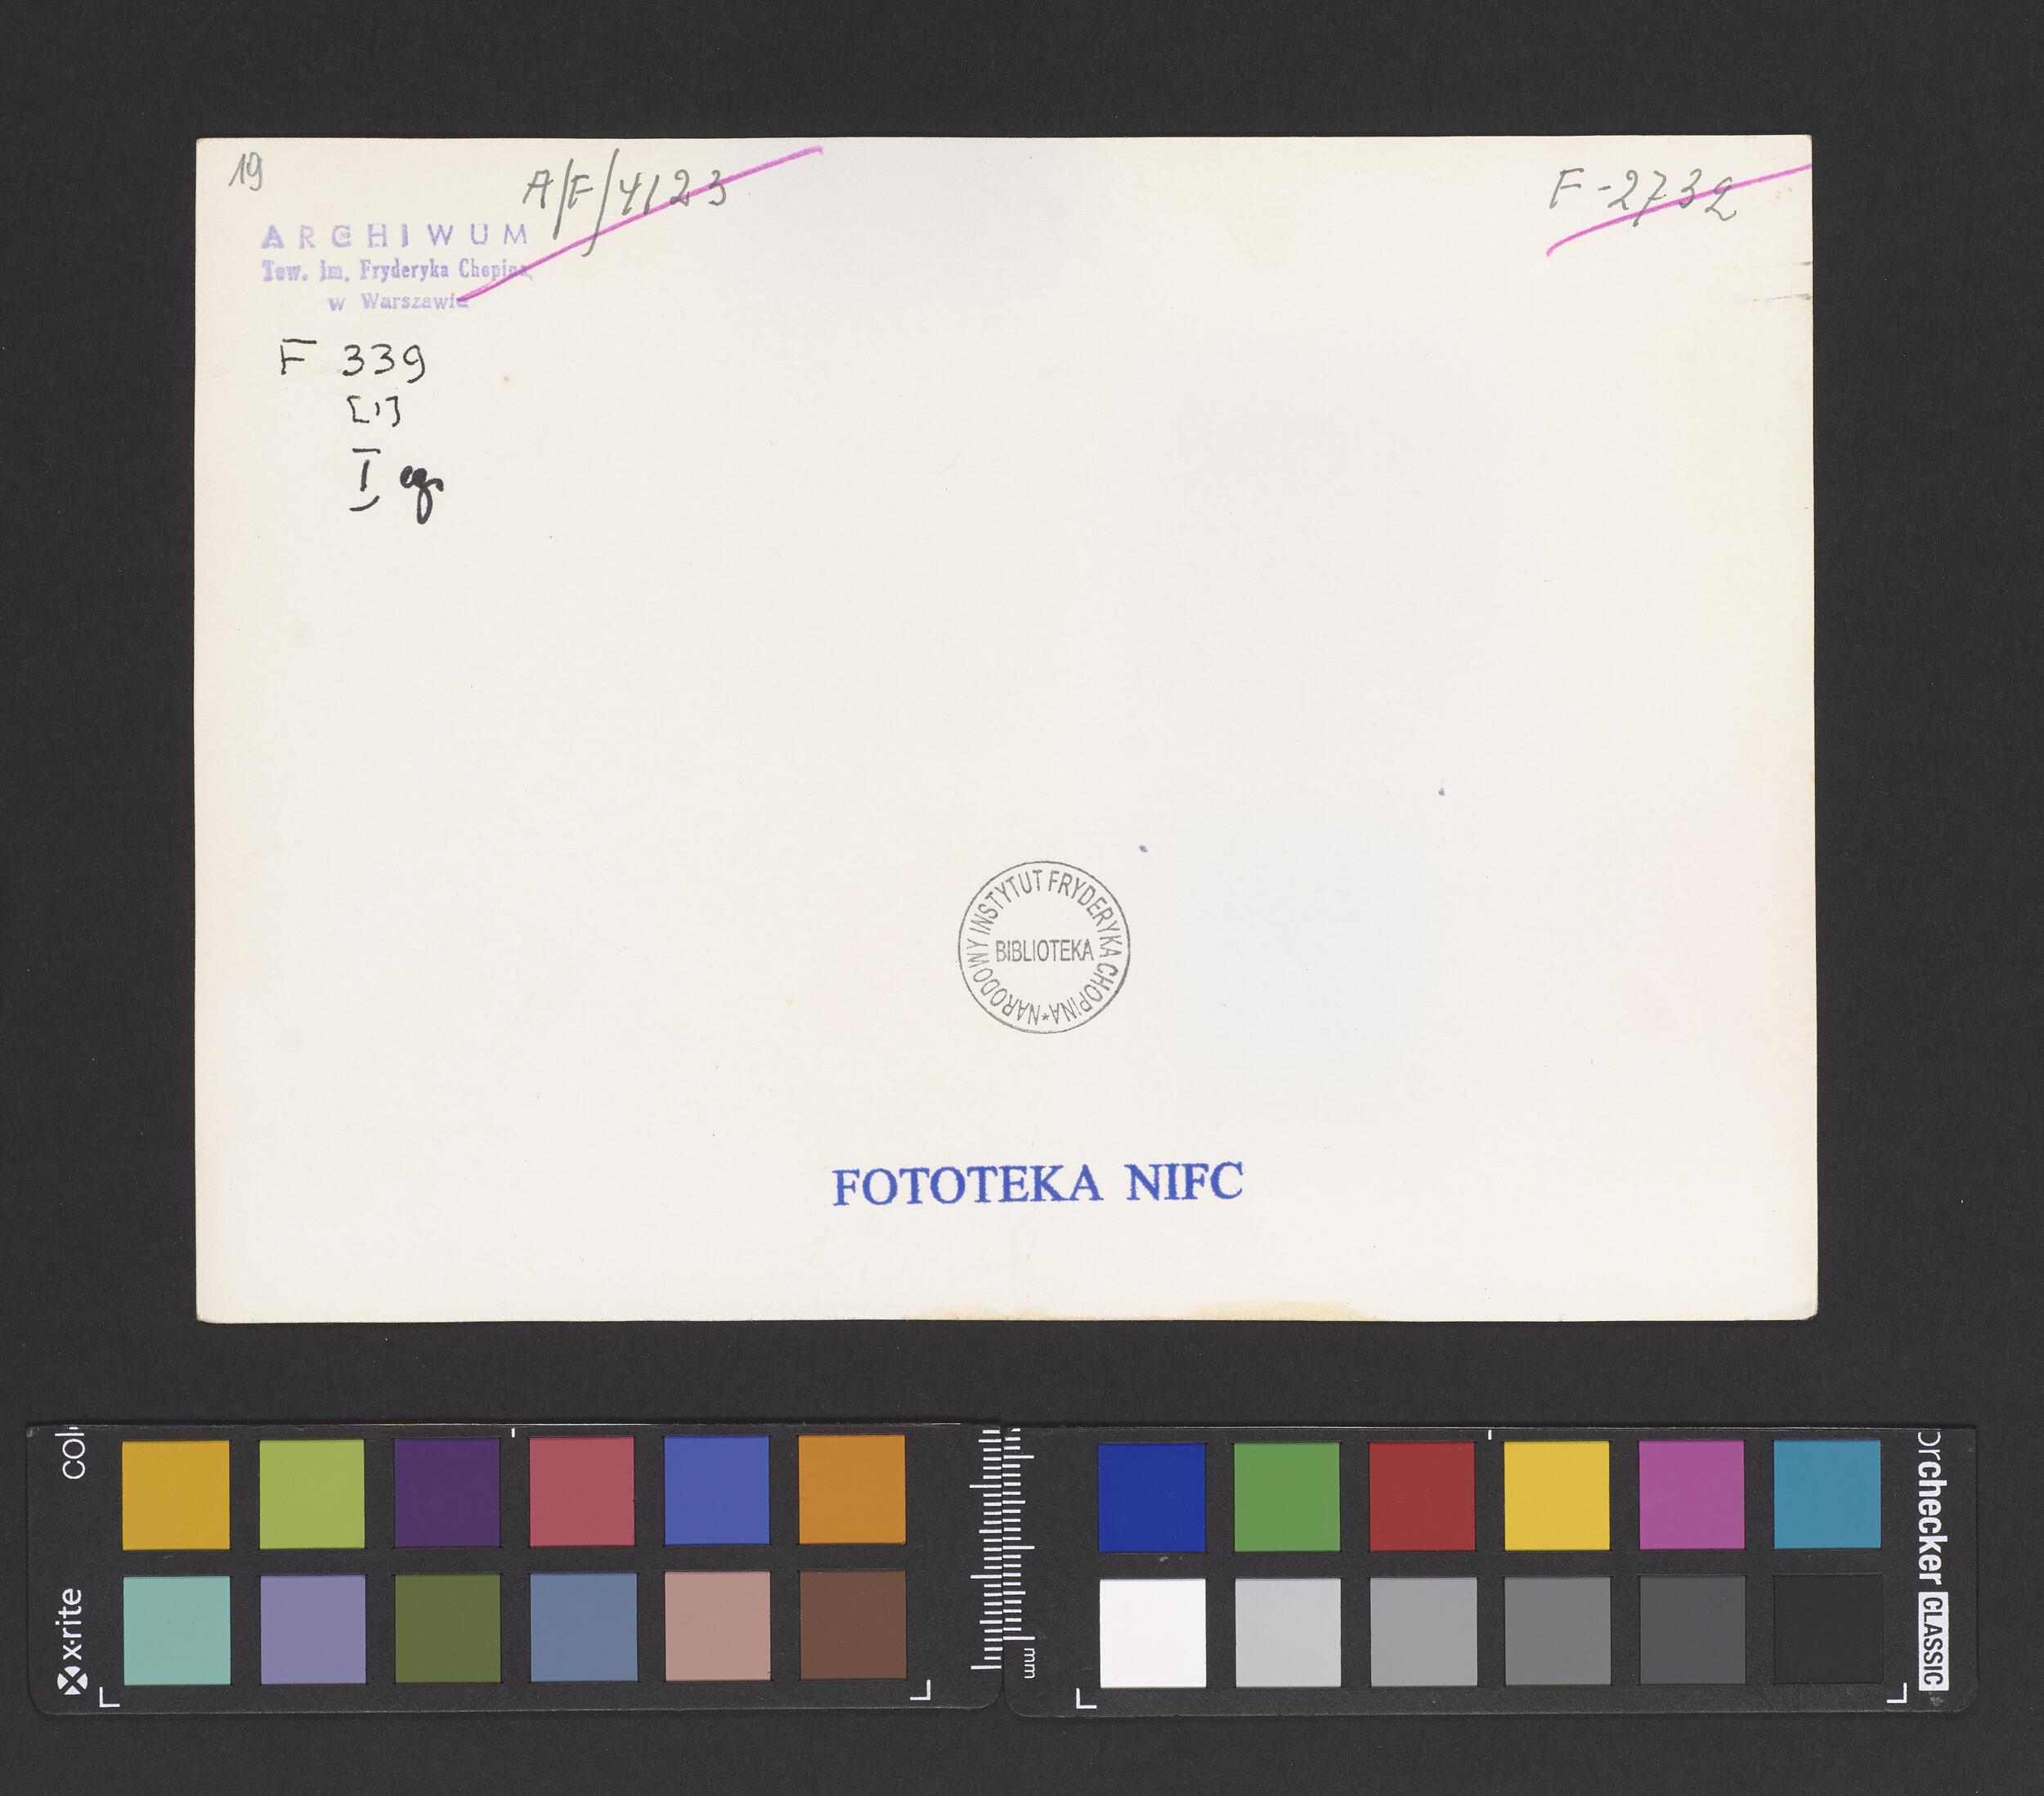 19
A/F/4123
F-2732
ARCHIWUM
Tow. im. Fryderyka Chopina
w Warszawie
F 339
[1]
I eg.
NARODOWY INSTYTUT FRYDERYKA CHOPINA *
BIBLIOTEKA
FOTOTEKA NIFC
colorchecker CLASSIC
x·rite
mm